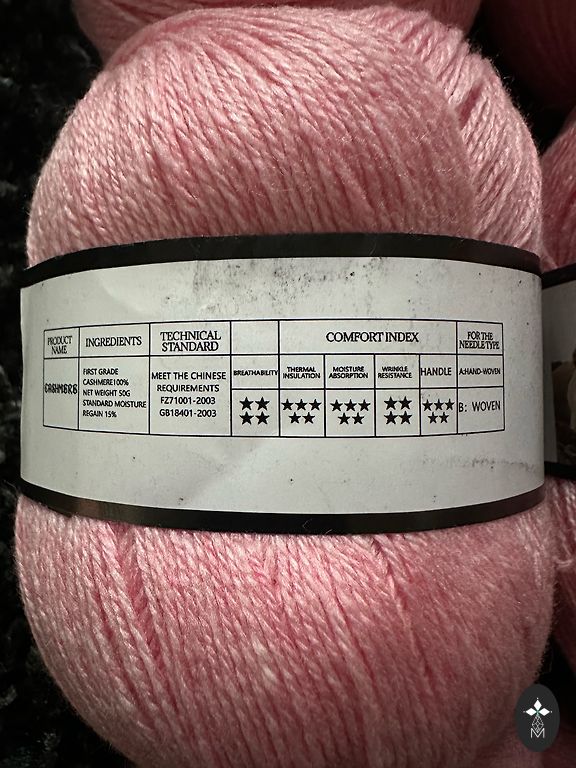 PRODUCT NAME
INGREDIENTS
TECHNICAL STANDARD
COMFORT INDEX
FOR THE NEEDLE TYPE
CASHMERE
FIRST GRADE
CASHMERE100%
NET WEIGHT 50G
STANDARD MOISTURE
REGAIN 15%
MEET THE CHINESE
REQUIREMENTS
FZ71001-2003
GB18401-2003
BREATHABILITY
THERMAL INSULATION
MOISTURE ABSORPTION
WRINKLE RESISTANCE
HANDLE
A:HAND-WOVEN
★★ ★★
★★★ ★★
★★★ ★★
★★ ★★
★★★ ★★
B: WOVEN
M